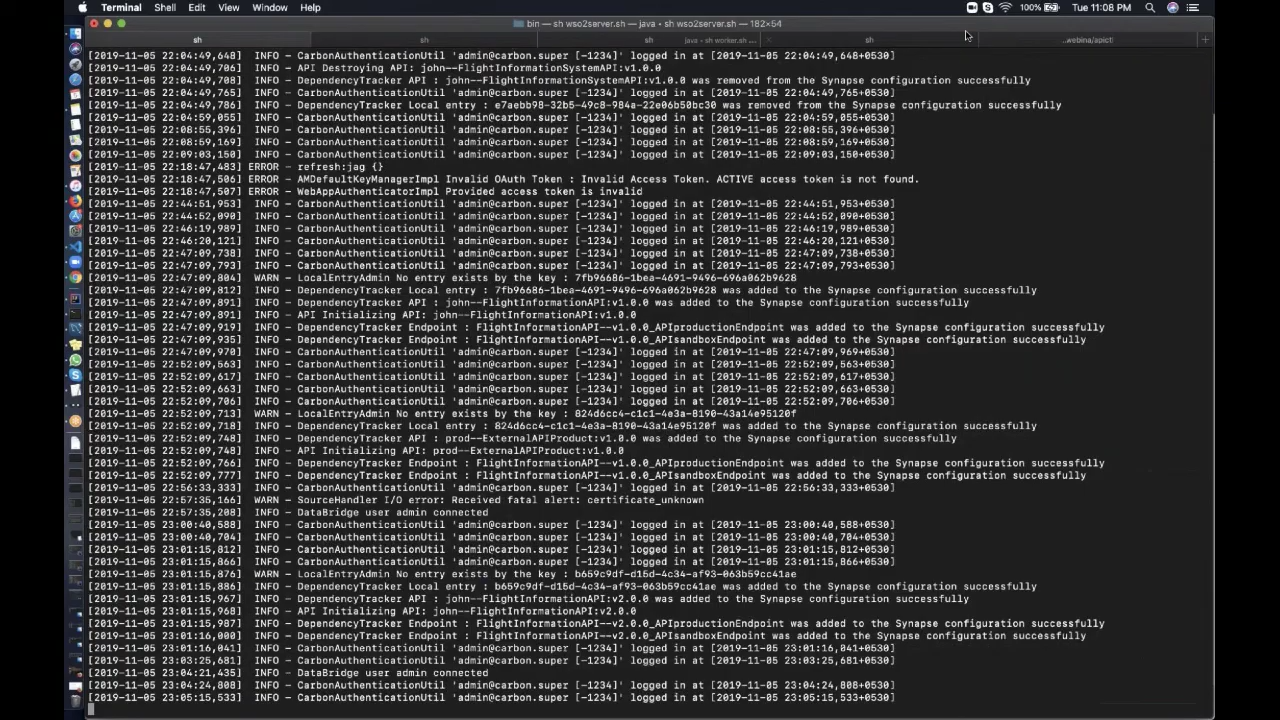 Terminal Shell Edit View Window Help 100% Tue 11:08 PM
bin — sh wso2server.sh — java • sh wso2server.sh — 182×54
sh sh sh java — sh worker.sh ... sh ..webina/apictl
[2019-11-05 22:04:49,648] INFO - CarbonAuthenticationUtil 'admin@carbon.super [-1234]' logged in at [2019-11-05 22:04:49,648+0530]
[2019-11-05 22:04:49,706] INFO - API Destroying API: john--FlightInformationSystemAPI:v1.0.0
[2019-11-05 22:04:49,708] INFO - DependencyTracker API : john--FlightInformationSystemAPI:v1.0.0 was removed from the Synapse configuration successfully
[2019-11-05 22:04:49,765] INFO - CarbonAuthenticationUtil 'admin@carbon.super [-1234]' logged in at [2019-11-05 22:04:49,765+0530]
[2019-11-05 22:04:49,786] INFO - DependencyTracker Local entry : e7aebb98-32b5-49c8-984a-22e06b50bc30 was removed from the Synapse configuration successfully
[2019-11-05 22:04:59,055] INFO - CarbonAuthenticationUtil 'admin@carbon.super [-1234]' logged in at [2019-11-05 22:04:59,055+0530]
[2019-11-05 22:08:55,396] INFO - CarbonAuthenticationUtil 'admin@carbon.super [-1234]' logged in at [2019-11-05 22:08:55,396+0530]
[2019-11-05 22:08:59,169] INFO - CarbonAuthenticationUtil 'admin@carbon.super [-1234]' logged in at [2019-11-05 22:08:59,169+0530]
[2019-11-05 22:09:03,150] INFO - CarbonAuthenticationUtil 'admin@carbon.super [-1234]' logged in at [2019-11-05 22:09:03,150+0530]
[2019-11-05 22:18:47,483] ERROR - refresh:jag {}
[2019-11-05 22:18:47,506] INFO - AMDefaultKeyManagerImpl Invalid OAuth Token : Invalid Access Token. ACTIVE access token is not found.
[2019-11-05 22:18:47,507] ERROR - WebAppAuthenticatorImpl Provided access token is invalid
[2019-11-05 22:44:51,953] INFO - CarbonAuthenticationUtil 'admin@carbon.super [-1234]' logged in at [2019-11-05 22:44:51,953+0530]
[2019-11-05 22:44:52,090] INFO - CarbonAuthenticationUtil 'admin@carbon.super [-1234]' logged in at [2019-11-05 22:44:52,090+0530]
[2019-11-05 22:46:19,989] INFO - CarbonAuthenticationUtil 'admin@carbon.super [-1234]' logged in at [2019-11-05 22:46:19,989+0530]
[2019-11-05 22:46:20,121] INFO - CarbonAuthenticationUtil 'admin@carbon.super [-1234]' logged in at [2019-11-05 22:46:20,121+0530]
[2019-11-05 22:47:09,738] INFO - CarbonAuthenticationUtil 'admin@carbon.super [-1234]' logged in at [2019-11-05 22:47:09,738+0530]
[2019-11-05 22:47:09,793] INFO - CarbonAuthenticationUtil 'admin@carbon.super [-1234]' logged in at [2019-11-05 22:47:09,793+0530]
[2019-11-05 22:47:09,804] WARN - LocalEntryAdmin No entry exists by the key : 7fb96686-1bea-4691-9496-696a062b9628
[2019-11-05 22:47:09,812] INFO - DependencyTracker Local entry : 7fb96686-1bea-4691-9496-696a062b9628 was added to the Synapse configuration successfully
[2019-11-05 22:47:09,891] INFO - DependencyTracker API : john--FlightInformationAPI:v1.0.0 was added to the Synapse configuration successfully
[2019-11-05 22:47:09,891] INFO - API Initializing API: john--FlightInformationAPI:v1.0.0
[2019-11-05 22:47:09,919] INFO - DependencyTracker Endpoint : FlightInformationAPI--v1.0.0_APIproductionEndpoint was added to the Synapse configuration successfully
[2019-11-05 22:47:09,935] INFO - DependencyTracker Endpoint : FlightInformationAPI--v1.0.0_APIsandboxEndpoint was added to the Synapse configuration successfully
[2019-11-05 22:47:09,970] INFO - CarbonAuthenticationUtil 'admin@carbon.super [-1234]' logged in at [2019-11-05 22:47:09,969+0530]
[2019-11-05 22:52:09,563] INFO - CarbonAuthenticationUtil 'admin@carbon.super [-1234]' logged in at [2019-11-05 22:52:09,563+0530]
[2019-11-05 22:52:09,617] INFO - CarbonAuthenticationUtil 'admin@carbon.super [-1234]' logged in at [2019-11-05 22:52:09,617+0530]
[2019-11-05 22:52:09,663] INFO - CarbonAuthenticationUtil 'admin@carbon.super [-1234]' logged in at [2019-11-05 22:52:09,663+0530]
[2019-11-05 22:52:09,706] INFO - CarbonAuthenticationUtil 'admin@carbon.super [-1234]' logged in at [2019-11-05 22:52:09,706+0530]
[2019-11-05 22:52:09,713] WARN - LocalEntryAdmin No entry exists by the key : 824d6cc4-c1c1-4e3a-8190-43a14e95120f
[2019-11-05 22:52:09,718] INFO - DependencyTracker Local entry : 824d6cc4-c1c1-4e3a-8190-43a14e95120f was added to the Synapse configuration successfully
[2019-11-05 22:52:09,748] INFO - DependencyTracker API : prod--ExternalAPIProduct:v1.0.0 was added to the Synapse configuration successfully
[2019-11-05 22:52:09,748] INFO - API Initializing API: prod--ExternalAPIProduct:v1.0.0
[2019-11-05 22:52:09,766] INFO - DependencyTracker Endpoint : FlightInformationAPI--v1.0.0_APIproductionEndpoint was added to the Synapse configuration successfully
[2019-11-05 22:52:09,777] INFO - DependencyTracker Endpoint : FlightInformationAPI--v1.0.0_APIsandboxEndpoint was added to the Synapse configuration successfully
[2019-11-05 22:56:33,333] INFO - CarbonAuthenticationUtil 'admin@carbon.super [-1234]' logged in at [2019-11-05 22:56:33,333+0530]
[2019-11-05 22:57:35,166] WARN - SourceHandler I/O error: Received fatal alert: certificate_unknown
[2019-11-05 22:57:35,208] INFO - DataBridge user admin connected
[2019-11-05 23:00:40,588] INFO - CarbonAuthenticationUtil 'admin@carbon.super [-1234]' logged in at [2019-11-05 23:00:40,588+0530]
[2019-11-05 23:00:40,704] INFO - CarbonAuthenticationUtil 'admin@carbon.super [-1234]' logged in at [2019-11-05 23:00:40,704+0530]
[2019-11-05 23:01:15,812] INFO - CarbonAuthenticationUtil 'admin@carbon.super [-1234]' logged in at [2019-11-05 23:01:15,812+0530]
[2019-11-05 23:01:15,866] INFO - CarbonAuthenticationUtil 'admin@carbon.super [-1234]' logged in at [2019-11-05 23:01:15,866+0530]
[2019-11-05 23:01:15,876] WARN - LocalEntryAdmin No entry exists by the key : b659c9df-d15d-4c34-af93-063b59cc41ae
[2019-11-05 23:01:15,886] INFO - DependencyTracker Local entry : b659c9df-d15d-4c34-af93-063b59cc41ae was added to the Synapse configuration successfully
[2019-11-05 23:01:15,967] INFO - DependencyTracker API : john--FlightInformationAPI:v2.0.0 was added to the Synapse configuration successfully
[2019-11-05 23:01:15,968] INFO - API Initializing API: john--FlightInformationAPI:v2.0.0
[2019-11-05 23:01:15,987] INFO - DependencyTracker Endpoint : FlightInformationAPI--v2.0.0_APIproductionEndpoint was added to the Synapse configuration successfully
[2019-11-05 23:01:16,000] INFO - DependencyTracker Endpoint : FlightInformationAPI--v2.0.0_APIsandboxEndpoint was added to the Synapse configuration successfully
[2019-11-05 23:01:16,041] INFO - CarbonAuthenticationUtil 'admin@carbon.super [-1234]' logged in at [2019-11-05 23:01:16,041+0530]
[2019-11-05 23:03:25,681] INFO - CarbonAuthenticationUtil 'admin@carbon.super [-1234]' logged in at [2019-11-05 23:03:25,681+0530]
[2019-11-05 23:04:21,435] INFO - DataBridge user admin connected
[2019-11-05 23:04:24,808] INFO - CarbonAuthenticationUtil 'admin@carbon.super [-1234]' logged in at [2019-11-05 23:04:24,808+0530]
[2019-11-05 23:05:15,533] INFO - CarbonAuthenticationUtil 'admin@carbon.super [-1234]' logged in at [2019-11-05 23:05:15,533+0530]